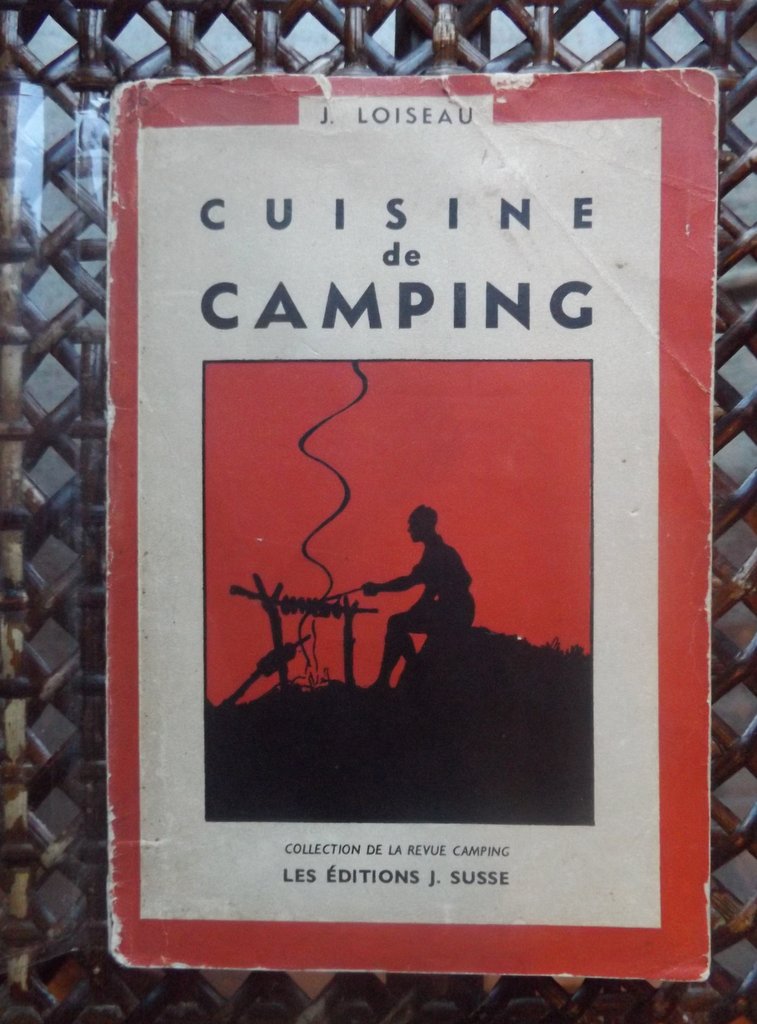 J. LOISEAU
CUISINE
de
CAMPING
COLLECTION DE LA REVUE CAMPING
LES ÉDITIONS J. SUSSE